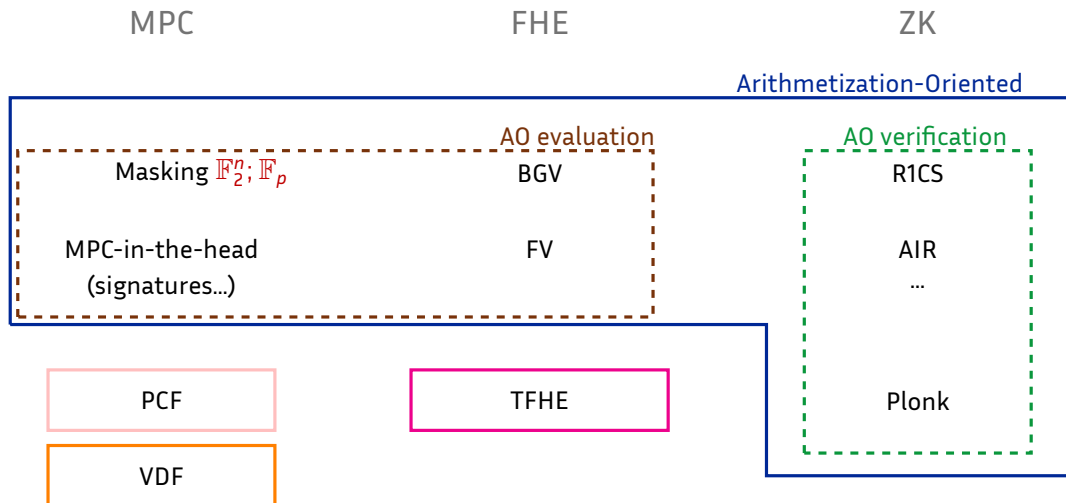 MPC FHE ZK
Arithmetization-Oriented
AO evaluation AO verification
Masking 𝔽₂ⁿ; 𝔽ₚ BGV R1CS
MPC-in-the-head FV AIR
(signatures...) ...
PCF TFHE Plonk
VDF